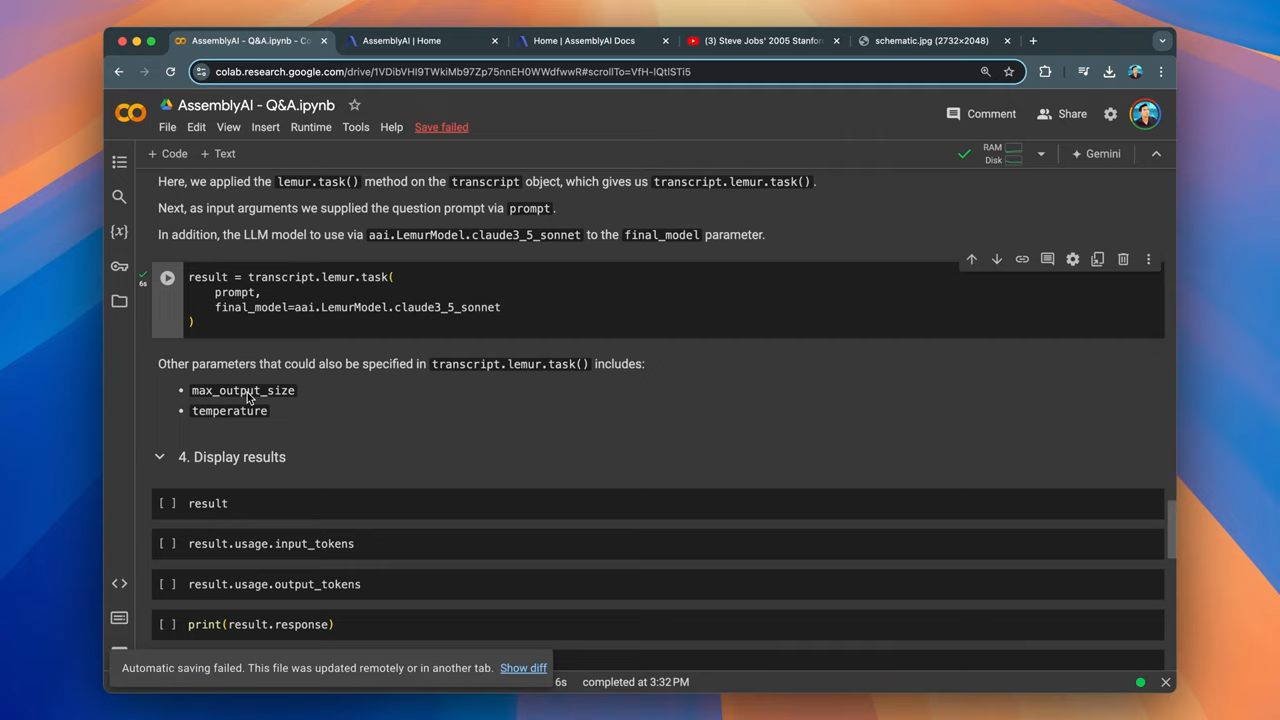 AssemblyAI - Q&A.ipynb - Co
AssemblyAI | Home
Home | AssemblyAI Docs
(3) Steve Jobs' 2005 Stanfor
schematic.jpg (2732×2048)
colab.research.google.com/drive/1VDibVHI9TWkiMb97Zp75nnEH0WWdfwwR#scrollTo=VfH-lQtISTi5
AssemblyAI - Q&A.ipynb
Comment
Share
File Edit View Insert Runtime Tools Help Save failed
+ Code + Text
RAM
Disk
Gemini
Here, we applied the lemur.task() method on the transcript object, which gives us transcript.lemur.task().
Next, as input arguments we supplied the question prompt via prompt.
In addition, the LLM model to use via aai.LemurModel.claude3_5_sonnet to the final_model parameter.
6s
result = transcript.lemur.task(
prompt,
final_model=aai.LemurModel.claude3_5_sonnet
)
Other parameters that could also be specified in transcript.lemur.task() includes:
• max_output_size
• temperature
4. Display results
[ ] result
[ ] result.usage.input_tokens
[ ] result.usage.output_tokens
[ ] print(result.response)
Automatic saving failed. This file was updated remotely or in another tab. Show diff
6s completed at 3:32 PM